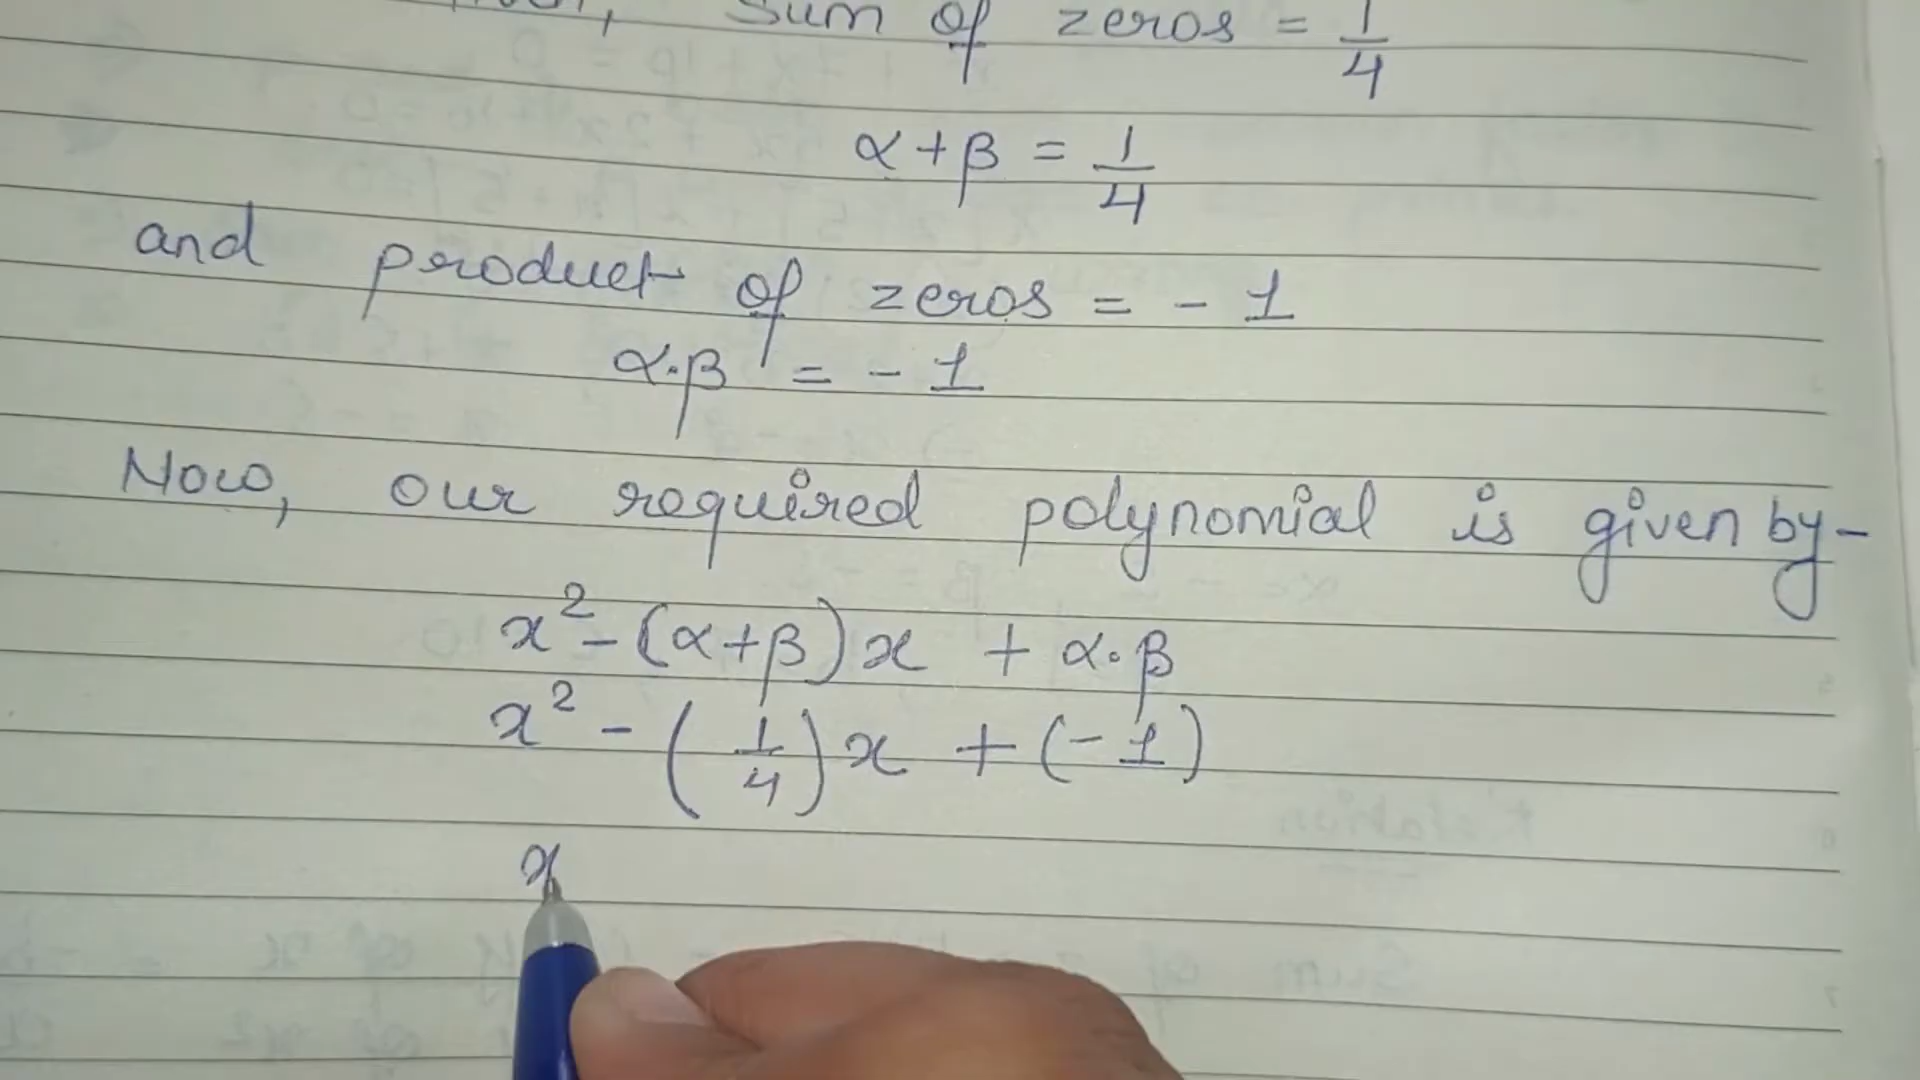 Sum of zeros = 1/4
α+β = 1/4
and product of zeros = - 1
α.β = - 1
Now, our required polynomial is given by-
x² - (α+β)x + α.β
x² - (1/4)x + (-1)
x